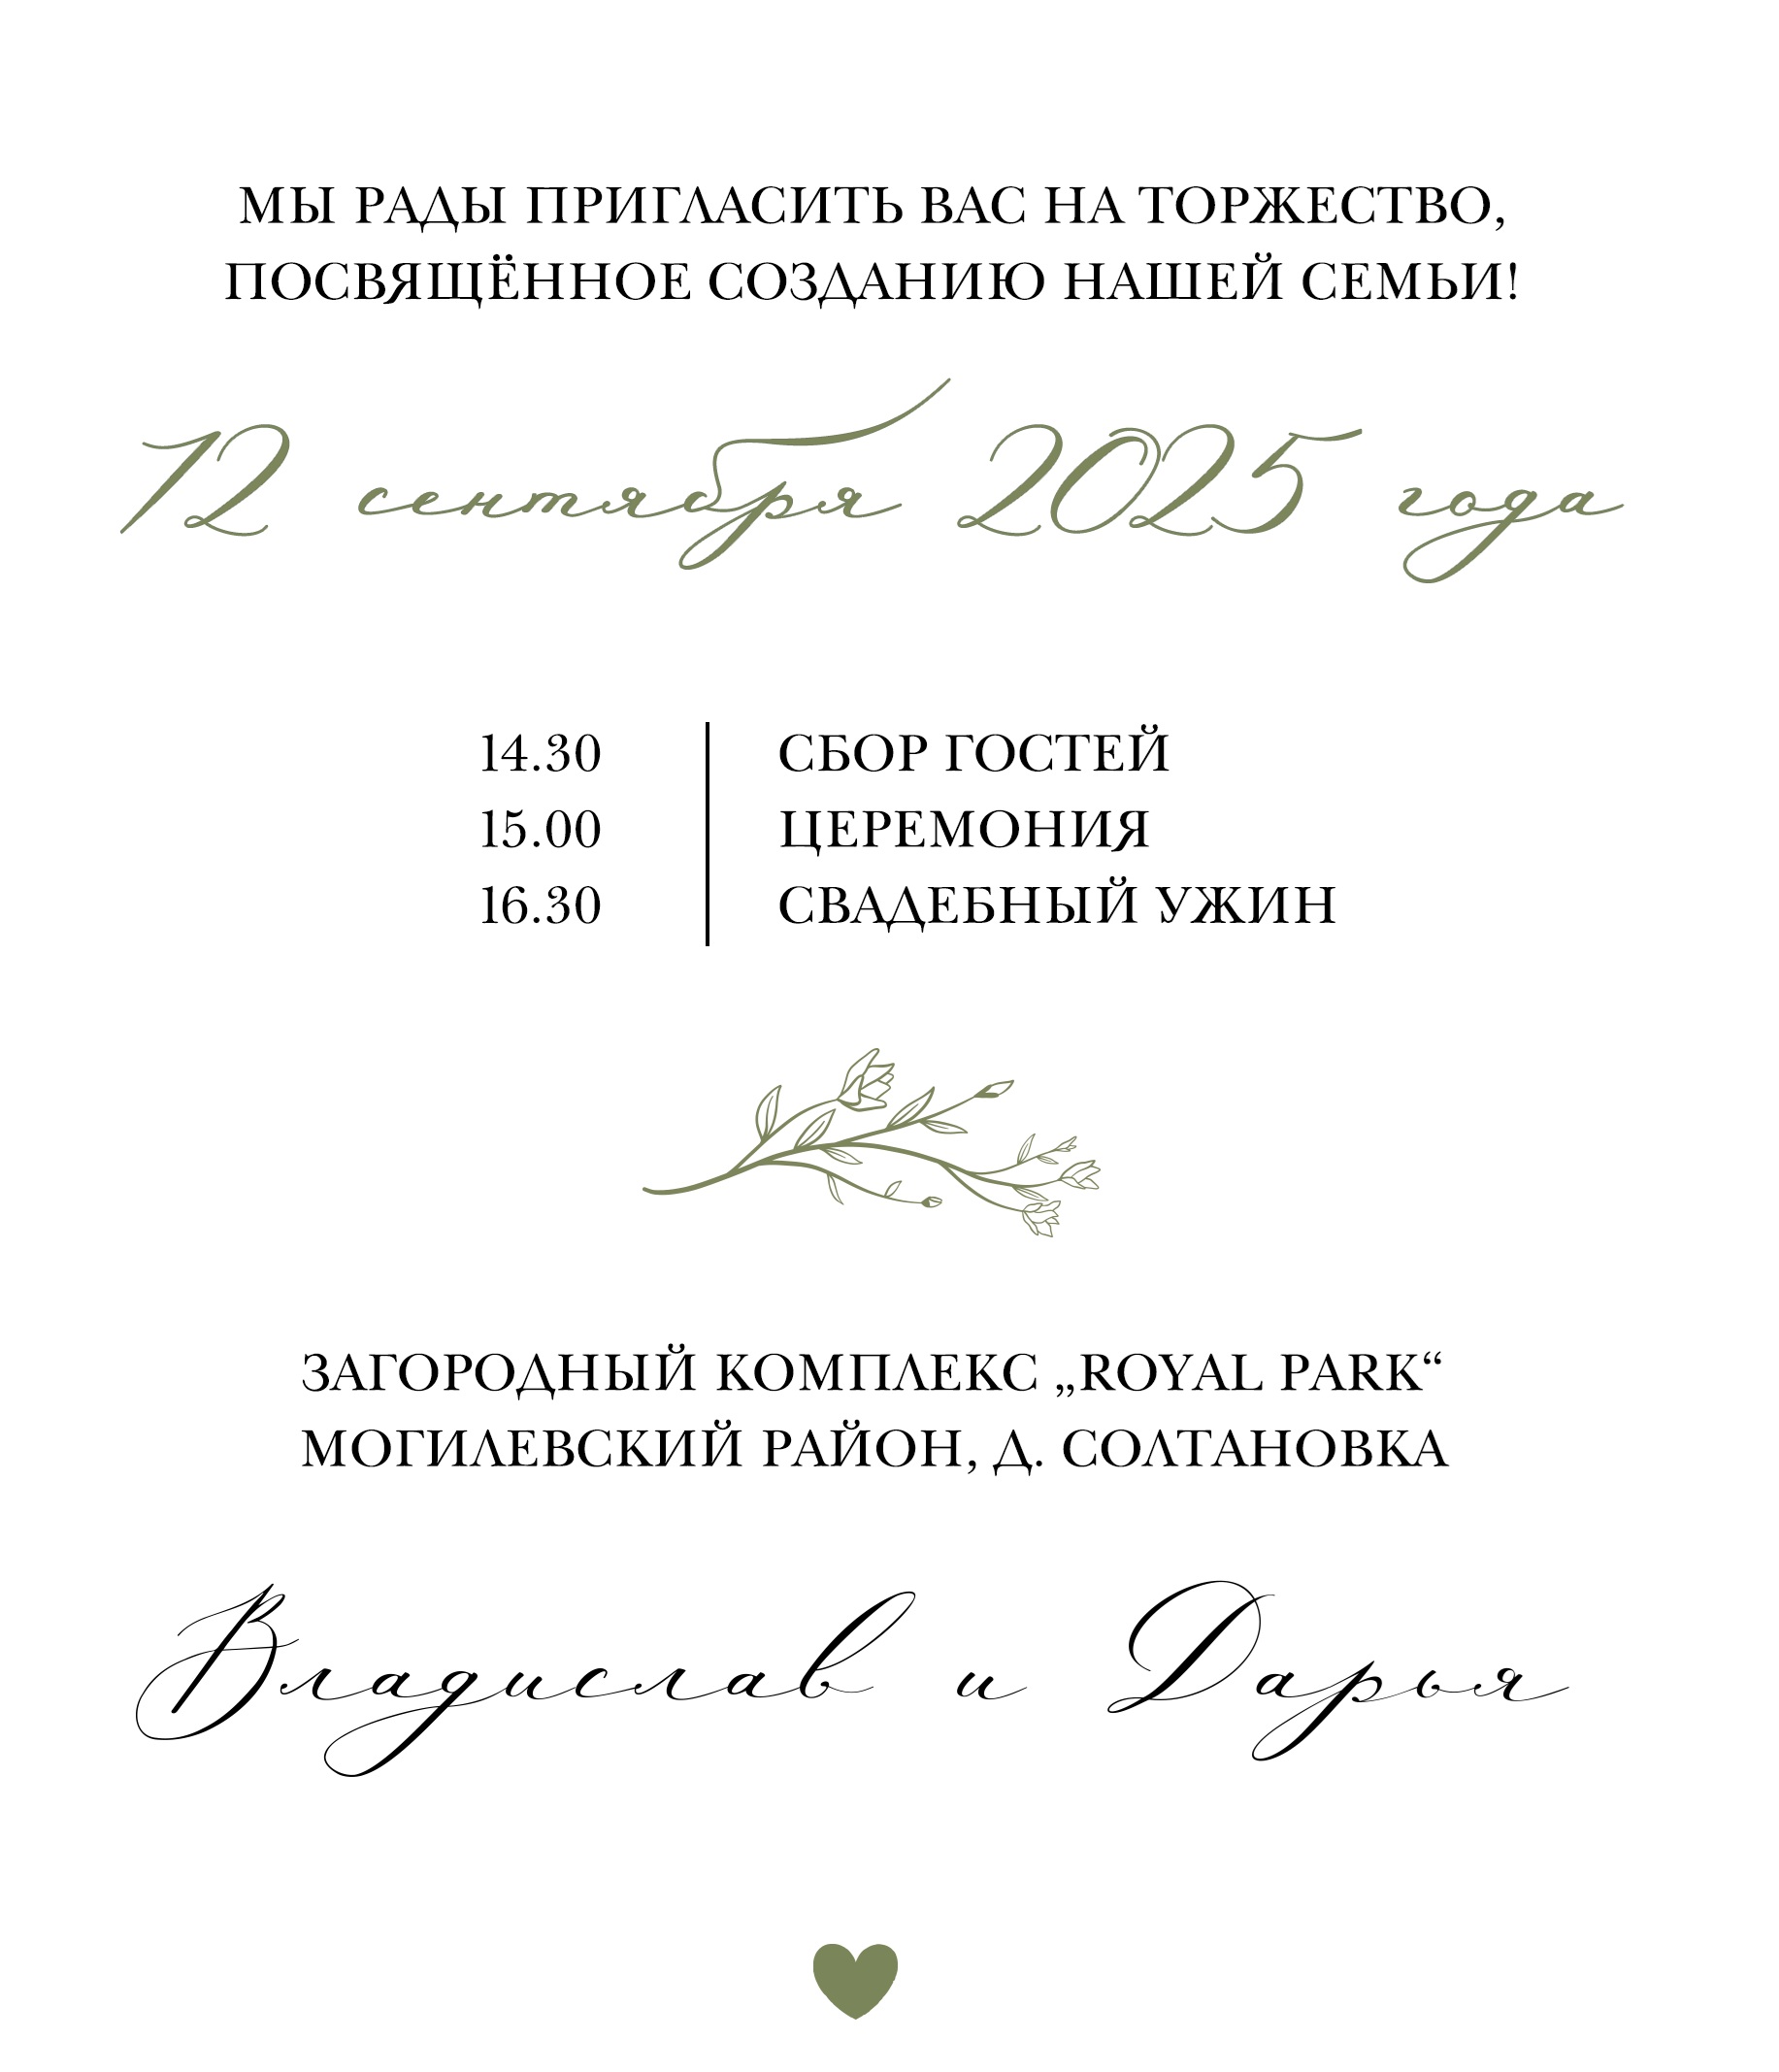 МЫ РАДЫ ПРИГЛАСИТЬ ВАС НА ТОРЖЕСТВО,
ПОСВЯЩЁННОЕ СОЗДАНИЮ НАШЕЙ СЕМЬИ!
12 сентября 2025 года
14.30 СБОР ГОСТЕЙ
15.00 ЦЕРЕМОНИЯ
16.30 СВАДЕБНЫЙ УЖИН
ЗАГОРОДНЫЙ КОМПЛЕКС „ROYAL PARK“
МОГИЛЕВСКИЙ РАЙОН, Д. СОЛТАНОВКА
Владислав и Дарья